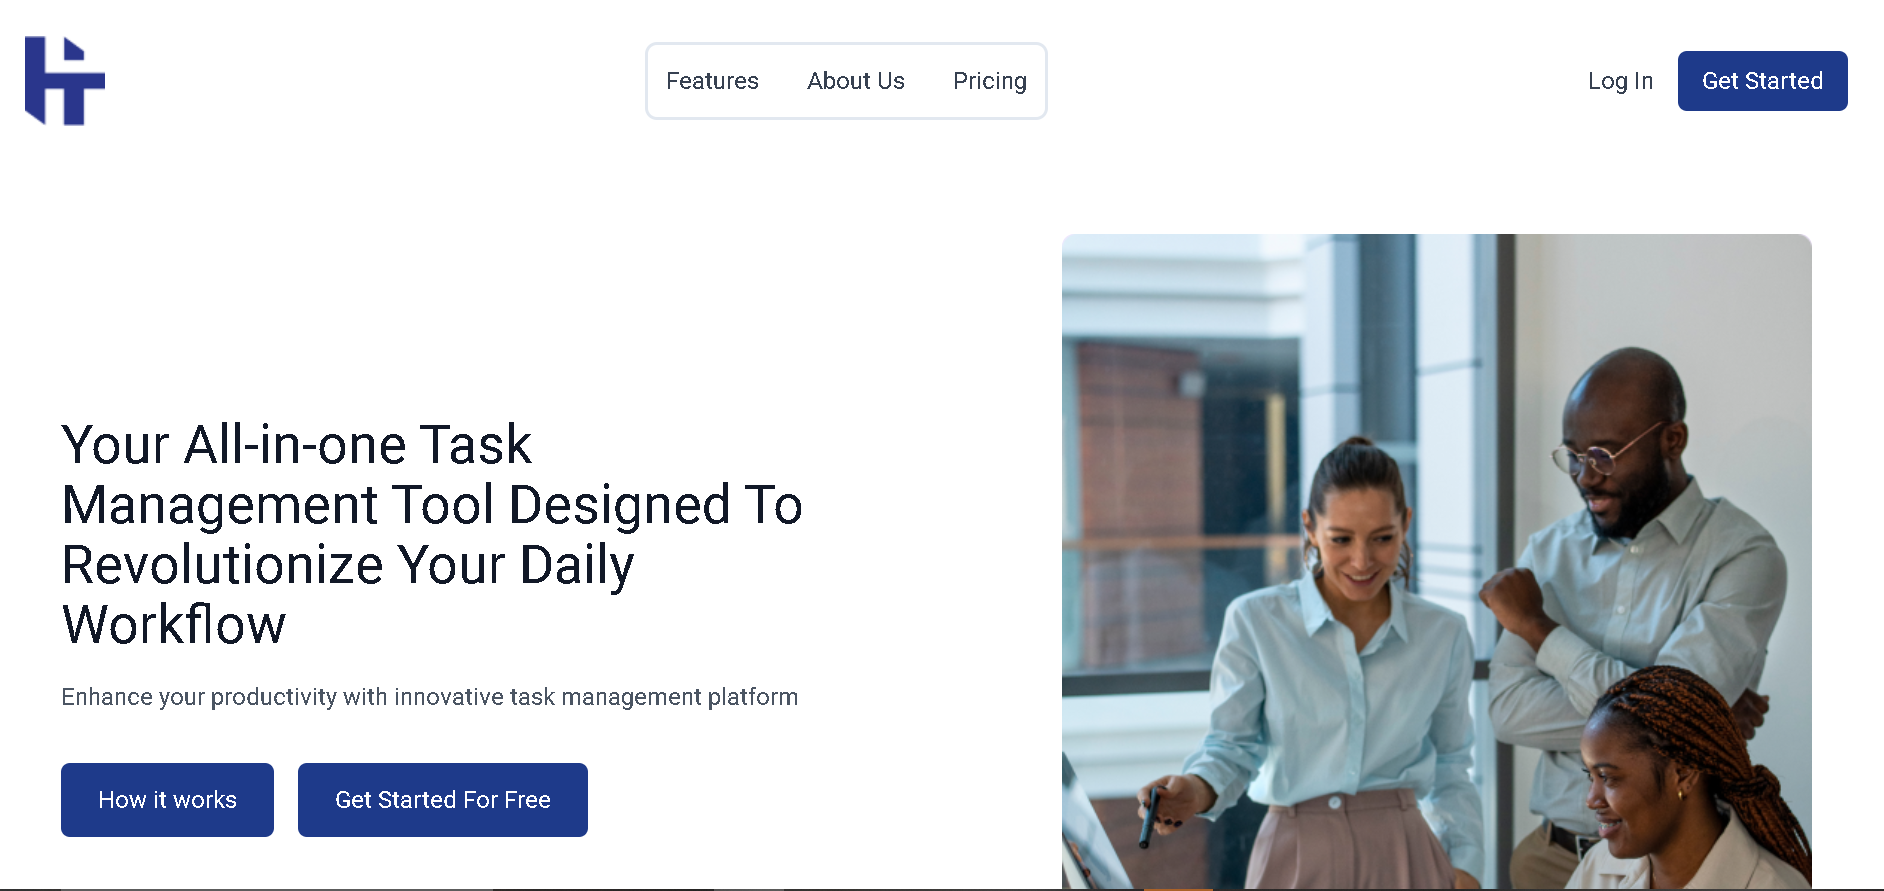 Features
About Us
Pricing
Log In
Get Started
Your All-in-one Task
Management Tool Designed To
Revolutionize Your Daily
Workflow
Enhance your productivity with innovative task management platform
How it works
Get Started For Free